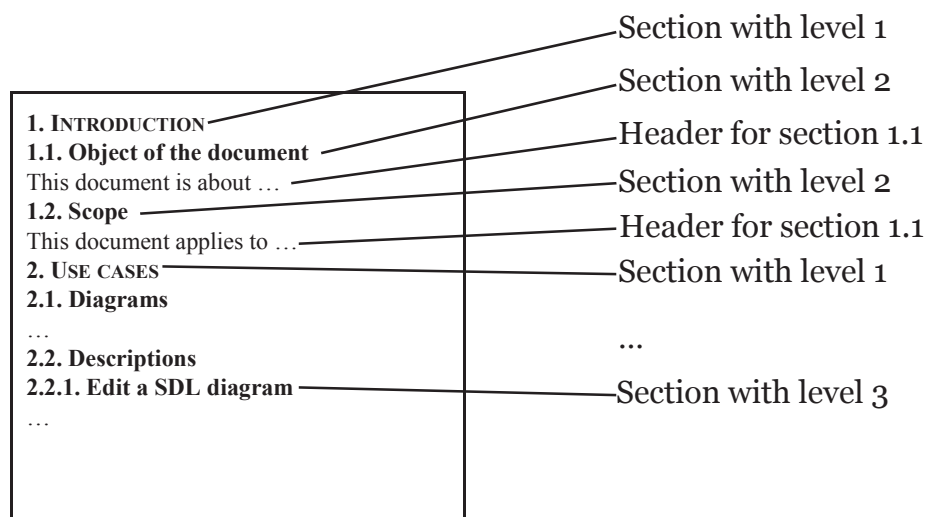 Section with level 1
Section with level 2
1. INTRODUCTION
1.1. Object of the document
Header for section 1.1
This document is about …
Section with level 2
1.2. Scope
Header for section 1.1
This document applies to …
2. USE CASES
Section with level 1
2.1. Diagrams
…
...
2.2. Descriptions
2.2.1. Edit a SDL diagram
Section with level 3
…